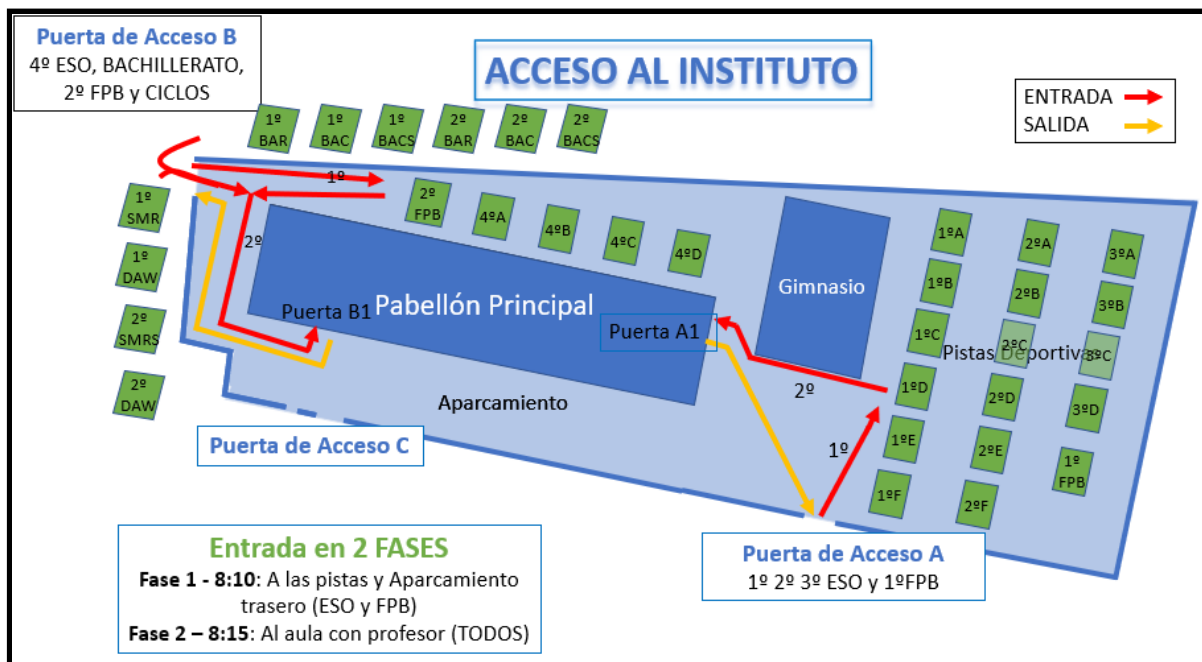 Puerta de Acceso B
4º ESO, BACHILLERATO,
2º FPB y CICLOS
ACCESO AL INSTITUTO
ENTRADA
SALIDA
1º
BAR
1º
BAC
1º
BACS
2º
BAR
2º
BAC
2º
BACS
1º
2º
1º
SMR
1º
DAW
2º
SMRS
2º
DAW
2º
FPB
4ºA
4ºB
4ºC
4ºD
Pabellón Principal
Puerta B1
Puerta A1
Gimnasio
Aparcamiento
1ºA
1ºB
1ºC
1ºD
1ºE
1ºF
2ºA
2ºB
2ºC
2ºD
2ºE
2ºF
3ºA
3ºB
3ºC
3ºD
1º
FPB
Pistas Deportivas
2º
1º
Puerta de Acceso C
Entrada en 2 FASES
Fase 1 - 8:10: A las pistas y Aparcamiento
trasero (ESO y FPB)
Fase 2 – 8:15: Al aula con profesor (TODOS)
Puerta de Acceso A
1º 2º 3º ESO y 1ºFPB